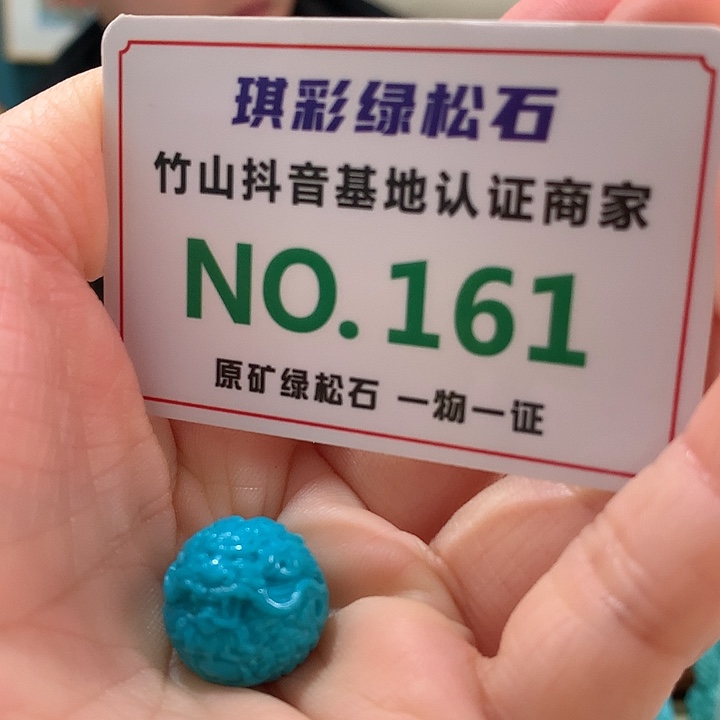 琪彩绿松石
竹山抖音基地认证商家
NO.161
原矿绿松石 一物一证